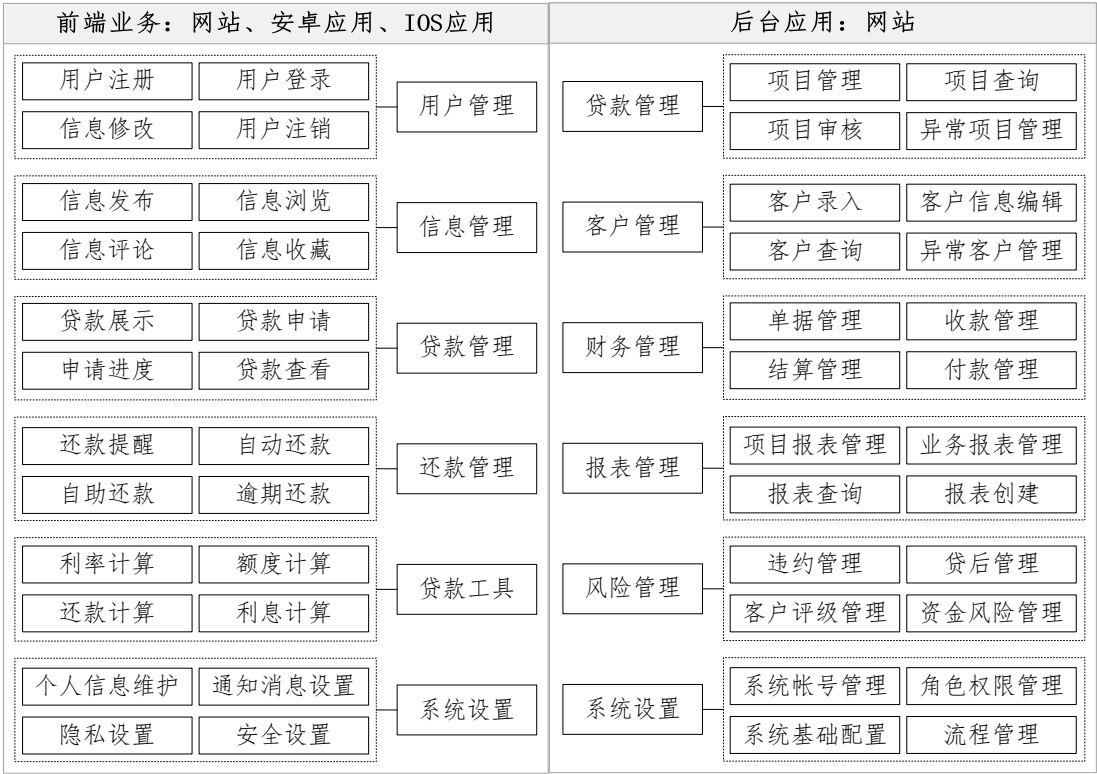 前端业务：网站、安卓应用、IOS应用
用户注册 用户登录
用户管理
信息修改 用户注销
信息发布 信息浏览
信息管理
信息评论 信息收藏
贷款展示 贷款申请
贷款管理
申请进度 贷款查看
还款提醒 自动还款
还款管理
自助还款 逾期还款
利率计算 额度计算
贷款工具
还款计算 利息计算
个人信息维护 通知消息设置
系统设置
隐私设置 安全设置
后台应用：网站
项目管理 项目查询
贷款管理
项目审核 异常项目管理
客户录入 客户信息编辑
客户管理
客户查询 异常客户管理
单据管理 收款管理
财务管理
结算管理 付款管理
项目报表管理 业务报表管理
报表管理
报表查询 报表创建
违约管理 贷后管理
风险管理
客户评级管理 资金风险管理
系统帐号管理 角色权限管理
系统设置
系统基础配置 流程管理